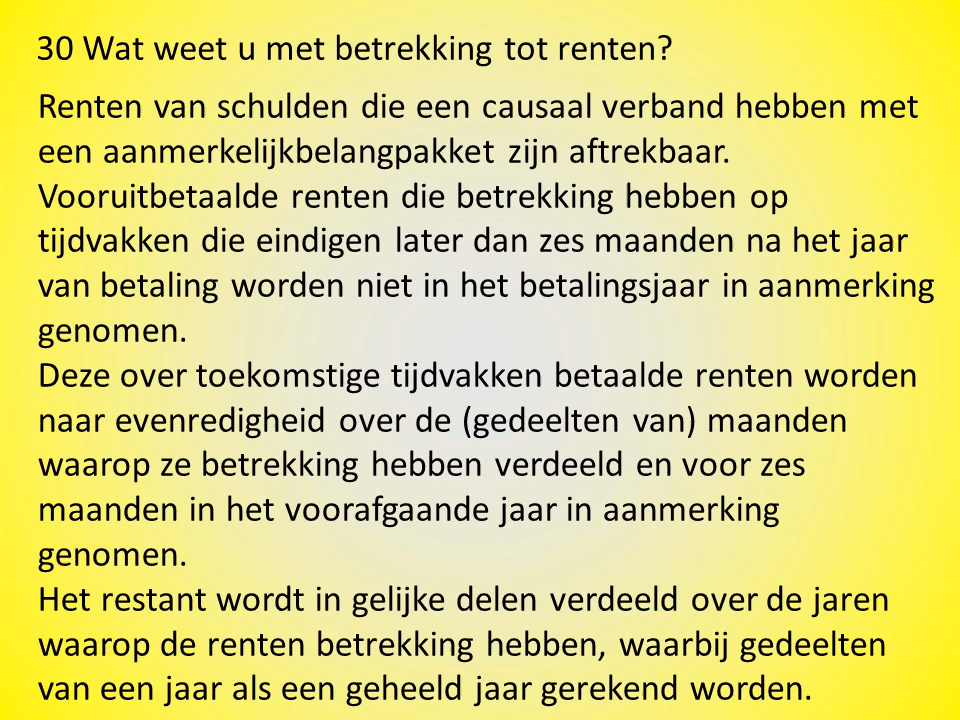 30 Wat weet u met betrekking tot renten?
Renten van schulden die een causaal verband hebben met
een aanmerkelijkbelangpakket zijn aftrekbaar.
Vooruitbetaalde renten die betrekking hebben op
tijdvakken die eindigen later dan zes maanden na het jaar
van betaling worden niet in het betalingsjaar in aanmerking
genomen.
Deze over toekomstige tijdvakken betaalde renten worden
naar evenredigheid over de (gedeelten van) maanden
waarop ze betrekking hebben verdeeld en voor zes
maanden in het voorafgaande jaar in aanmerking
genomen.
Het restant wordt in gelijke delen verdeeld over de jaren
waarop de renten betrekking hebben, waarbij gedeelten
van een jaar als een geheeld jaar gerekend worden.